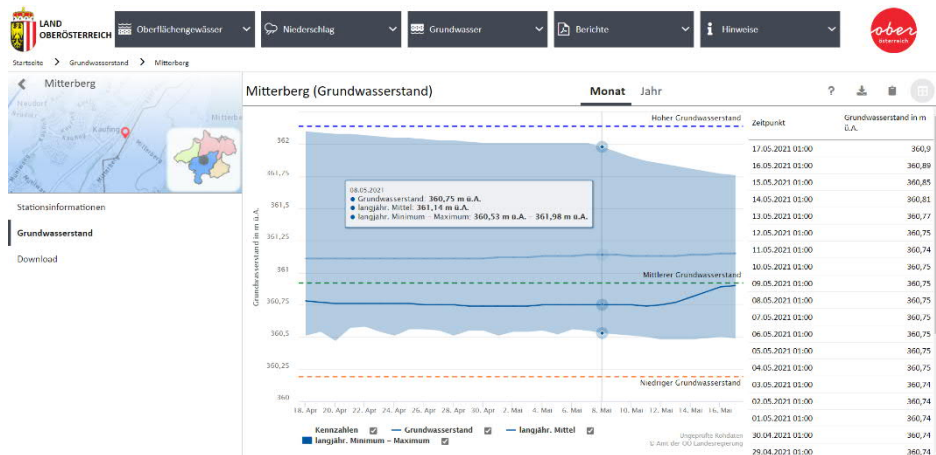 LAND
OBERÖSTERREICH
Oberflächengewässer
Niederschlag
Grundwasser
Berichte
Hinweise
ober
österreich
Startseite > Grundwasserstand > Mitterberg
Mitterberg
Kaufing
Stationsinformationen
Grundwasserstand
Download
Mitterberg (Grundwasserstand)
Monat Jahr
?
Hoher Grundwasserstand
362
361,75
361,5
361,25
361
360,75
360,5
360,25
360
Grundwasserstand in m ü.A.
08.05.2021
Grundwasserstand: 360,75 m ü.A.
langjähr. Mittel: 361,14 m ü.A.
langjähr. Minimum – Maximum: 360,53 m ü.A. – 361,98 m ü.A.
Mittlerer Grundwasserstand
Niedriger Grundwasserstand
18. Apr 20. Apr 22. Apr 24. Apr 26. Apr 28. Apr 30. Apr 2. Mai 4. Mai 6. Mai 8. Mai 10. Mai 12. Mai 14. Mai 16. Mai
Kennzahlen Grundwasserstand langjähr. Mittel
langjähr. Minimum – Maximum
Ungeprüfte Rohdaten
© Amt der OÖ Landesregierung
Zeitpunkt Grundwasserstand in m
ü.A.
17.05.2021 01:00 360,9
16.05.2021 01:00 360,89
15.05.2021 01:00 360,85
14.05.2021 01:00 360,81
13.05.2021 01:00 360,77
12.05.2021 01:00 360,75
11.05.2021 01:00 360,74
10.05.2021 01:00 360,75
09.05.2021 01:00 360,75
08.05.2021 01:00 360,75
07.05.2021 01:00 360,75
06.05.2021 01:00 360,75
05.05.2021 01:00 360,75
04.05.2021 01:00 360,75
03.05.2021 01:00 360,74
02.05.2021 01:00 360,74
01.05.2021 01:00 360,74
30.04.2021 01:00 360,74
29.04.2021 01:00 360,74